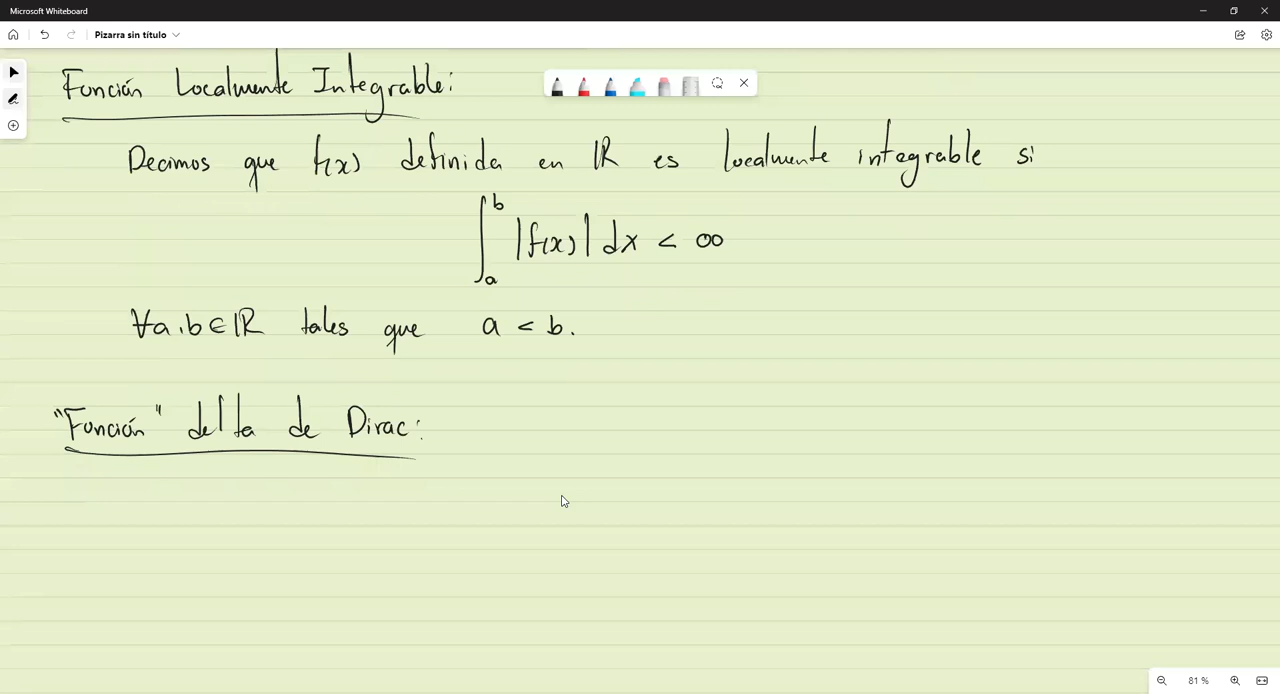 Microsoft Whiteboard
Pizarra sin título
Función Localmente Integrable:
Decimos que f(x) definida en ℝ es localmente integrable si
∫_a^b |f(x)| dx < ∞
∀a,b∈ℝ tales que a < b.
"Función" delta de Dirac:
81 %